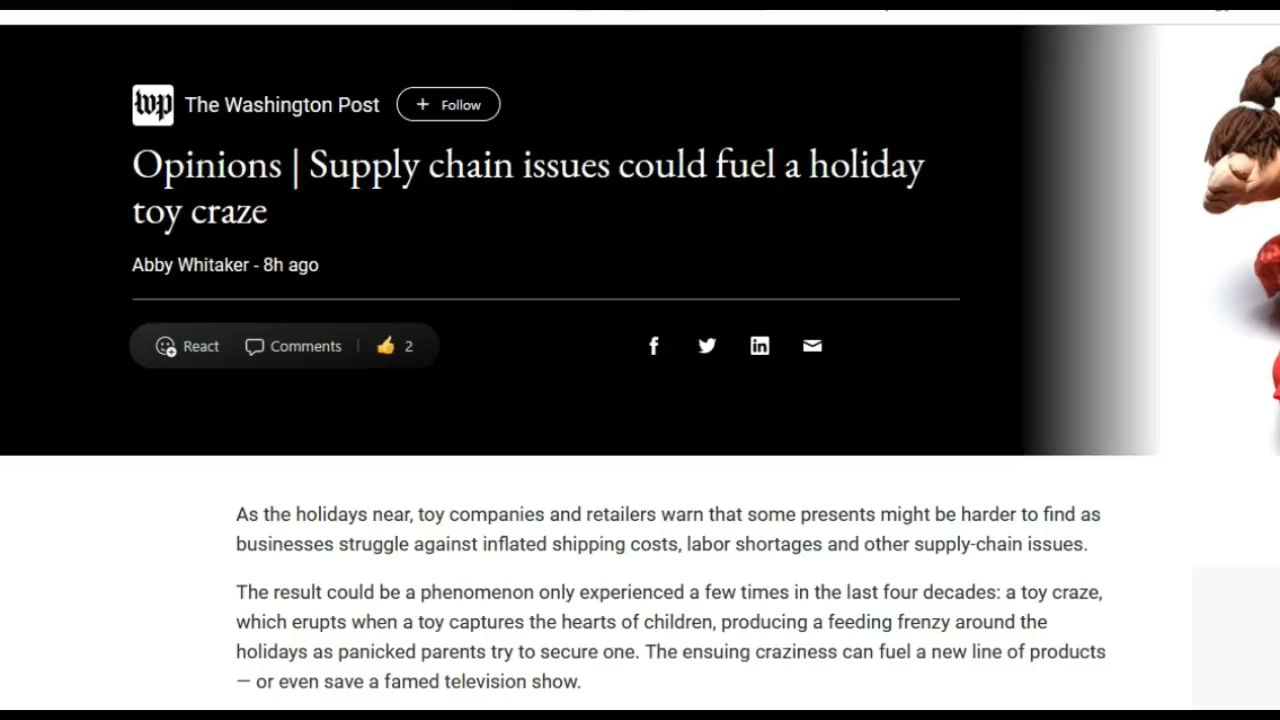 wp The Washington Post + Follow
Opinions | Supply chain issues could fuel a holiday
toy craze
Abby Whitaker - 8h ago
React Comments | 👍 2
As the holidays near, toy companies and retailers warn that some presents might be harder to find as
businesses struggle against inflated shipping costs, labor shortages and other supply-chain issues.
The result could be a phenomenon only experienced a few times in the last four decades: a toy craze,
which erupts when a toy captures the hearts of children, producing a feeding frenzy around the
holidays as panicked parents try to secure one. The ensuing craziness can fuel a new line of products
— or even save a famed television show.